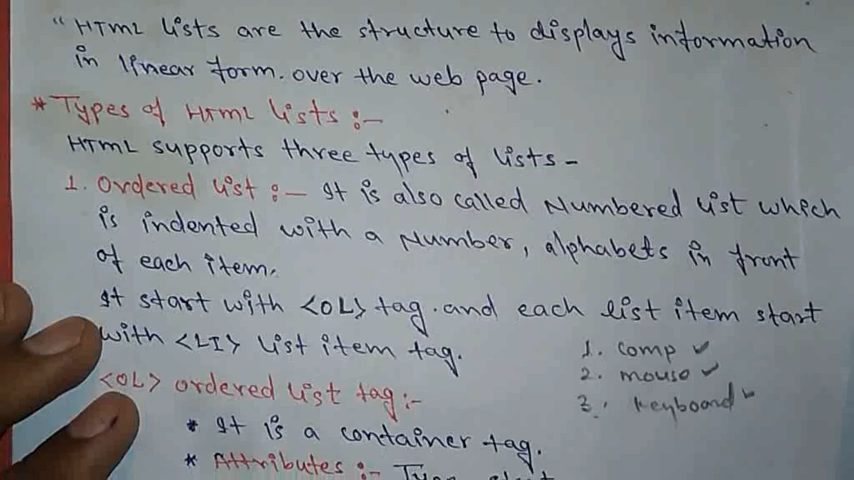 "HTML lists are the structure to displays information
in linear form. over the web page.
* Types of HTML lists :-
HTML supports three types of lists -
1. Ordered list :- It is also called Numbered list which
is indented with a Number, alphabets in front
of each item.
It start with <OL> tag. and each list item start
with <LI> list item tag.
1. comp ✓
2. mouse ✓
3. keyboard ✓
<OL> ordered list tag :-
* It is a container tag.
* Attributes :- Type,